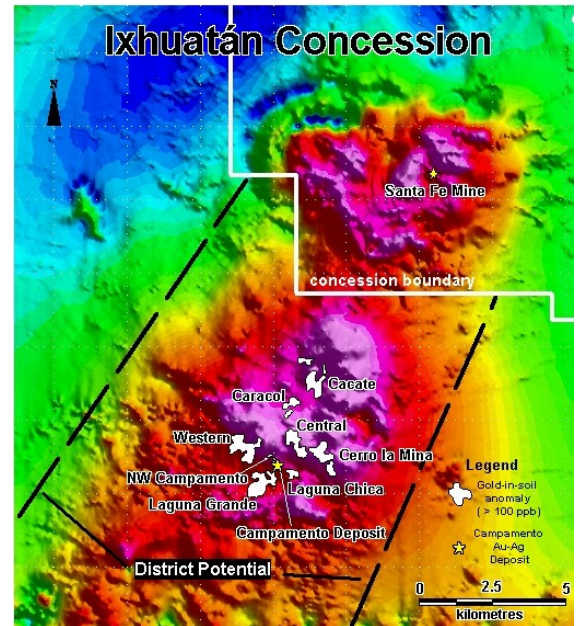 Ixhuatán Concession
N
Santa Fe Mine
concession boundary
Cacate
Caracol
Central
Western
Cerro la Mina
NW Campamento
Laguna Chica
Laguna Grande
Campamento Deposit
District Potential
Legend
Gold-in-soil
anomaly
( > 100 ppb)
Campamento
Au-Ag
Deposit
0 2.5 5
kilometres